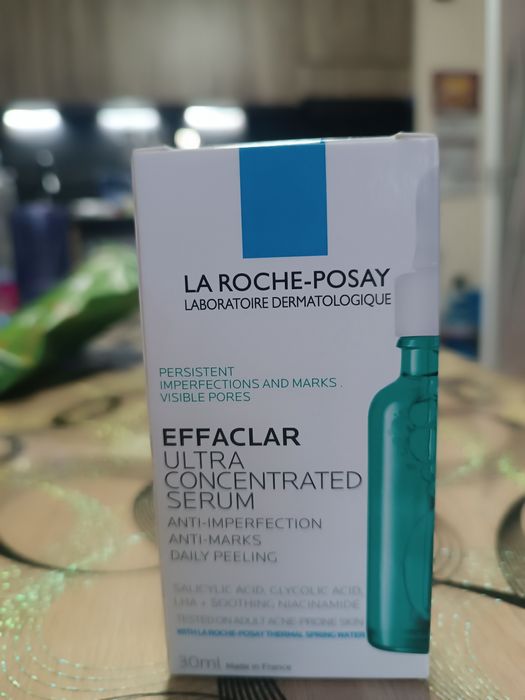 LA ROCHE-POSAY
LABORATOIRE DERMATOLOGIQUE
PERSISTENT
IMPERFECTIONS AND MARKS .
VISIBLE PORES
EFFACLAR
ULTRA
CONCENTRATED
SERUM
ANTI-IMPERFECTION
ANTI-MARKS
DAILY PEELING
SALICYLIC ACID, GLYCOLIC ACID,
LHA + SOOTHING NIACINAMIDE
TESTED ON ADULT ACNE-PRONE SKIN
WITH LA ROCHE-POSAY THERMAL SPRING WATER
30ml Made in France